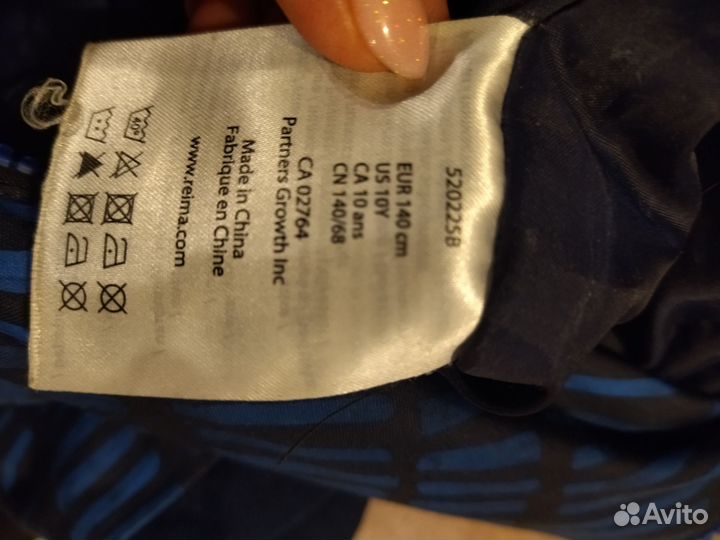 520225B
EUR 140 cm
US 10Y
CA 10 ans
CN 140/68
CA 02764
Partners Growth Inc
Made in China
Fabrique en Chine
www.reima.com
40°
Avito